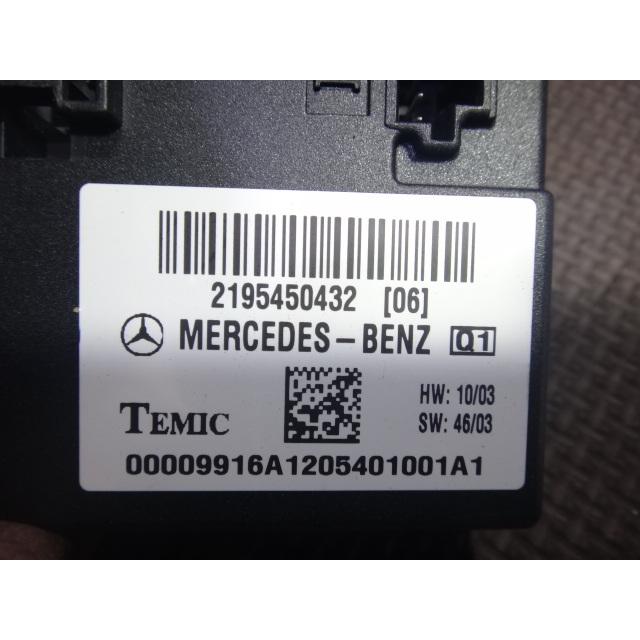 2195450432 [06]
MERCEDES-BENZ Q1
HW: 10/03
TEMIC SW: 46/03
00009916A1205401001A1